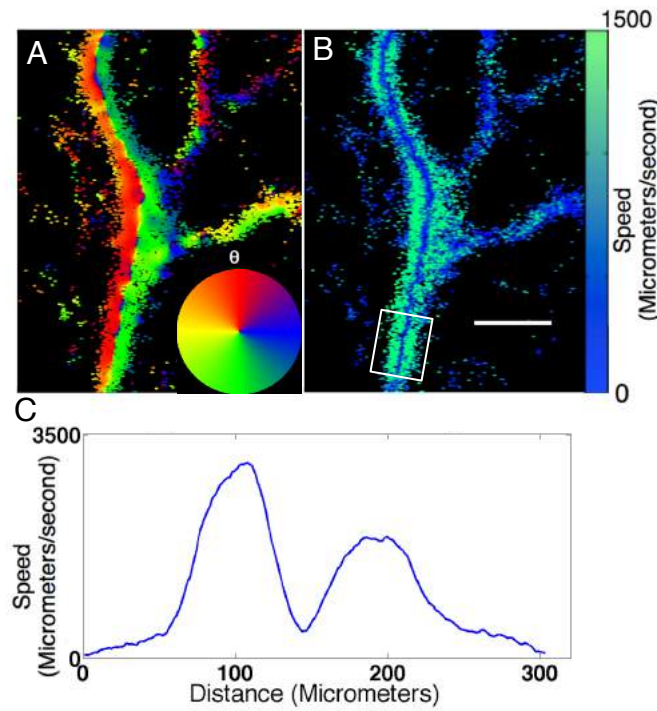 A
B
θ
1500
Speed
(Micrometers/second)
0
C
3500
Speed
(Micrometers/second)
0
0 100 200 300
Distance (Micrometers)